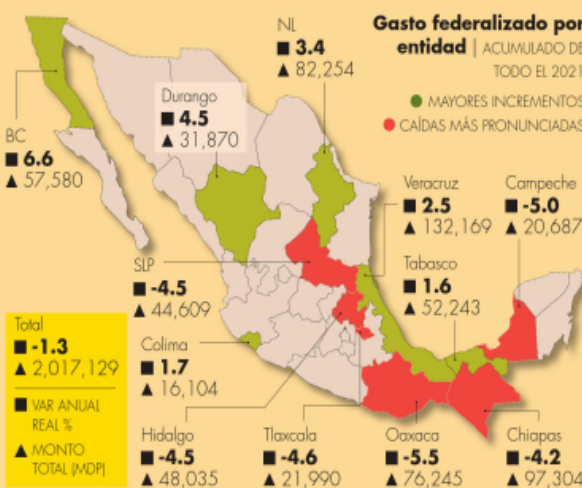 Gasto federalizado por
entidad | ACUMULADO DE
TODO EL 2021
● MAYORES INCREMENTOS
● CAÍDAS MÁS PRONUNCIADAS
NL
■ 3.4
▲ 82,254
Durango
■ 4.5
▲ 31,870
BC
■ 6.6
▲ 57,580
Veracruz
■ 2.5
▲ 132,169
Campeche
■ -5.0
▲ 20,687
Tabasco
■ 1.6
▲ 52,243
SLP
■ -4.5
▲ 44,609
Colima
■ 1.7
▲ 16,104
Total
■ -1.3
▲ 2,017,129
■ VAR ANUAL
REAL %
▲ MONTO
TOTAL (MDP)
Hidalgo
■ -4.5
▲ 48,035
Tlaxcala
■ -4.6
▲ 21,990
Oaxaca
■ -5.5
▲ 76,245
Chiapas
■ -4.2
▲ 97,304